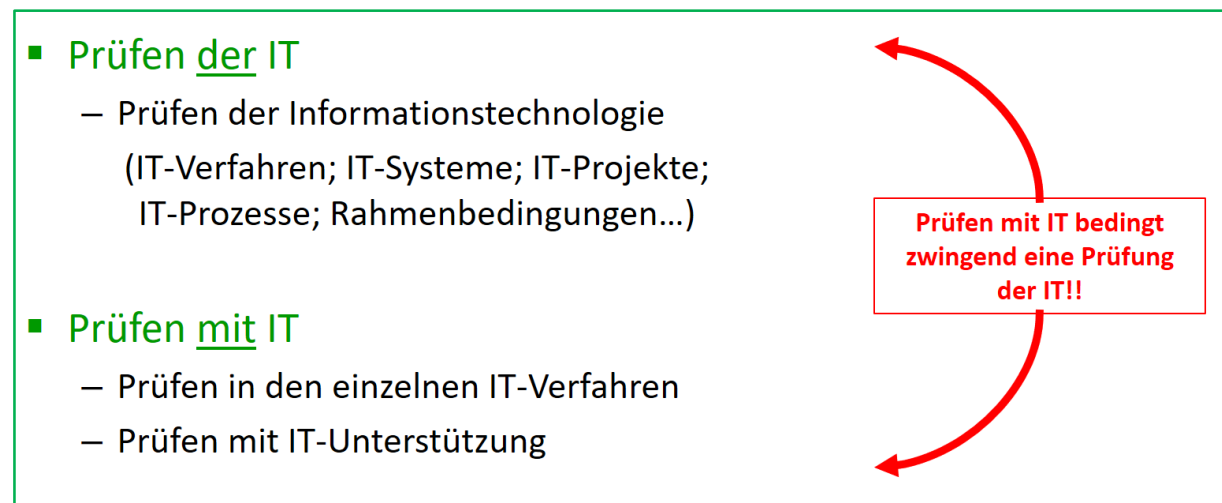 ▪ Prüfen der IT
– Prüfen der Informationstechnologie
(IT-Verfahren; IT-Systeme; IT-Projekte;
IT-Prozesse; Rahmenbedingungen…)
Prüfen mit IT bedingt
zwingend eine Prüfung
der IT!!
▪ Prüfen mit IT
– Prüfen in den einzelnen IT-Verfahren
– Prüfen mit IT-Unterstützung